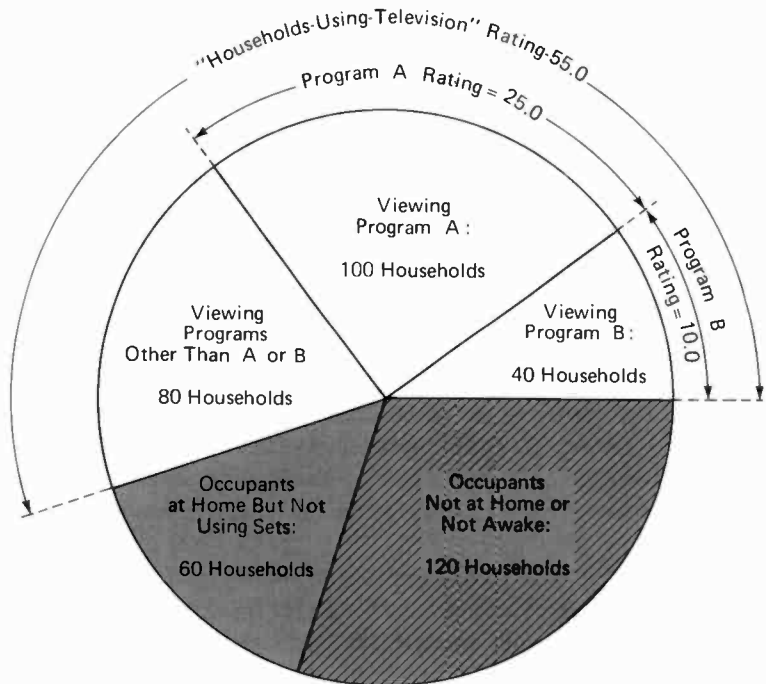 "Households-Using-Television" Rating-55.0
Program A Rating = 25.0
Program B
Rating = 10.0
Viewing
Program A:
100 Households
Viewing
Program B:
40 Households
Viewing
Programs
Other Than A or B
80 Households
Occupants
at Home But Not
Using Sets:
60 Households
Occupants
Not at Home or
Not Awake:
120 Households